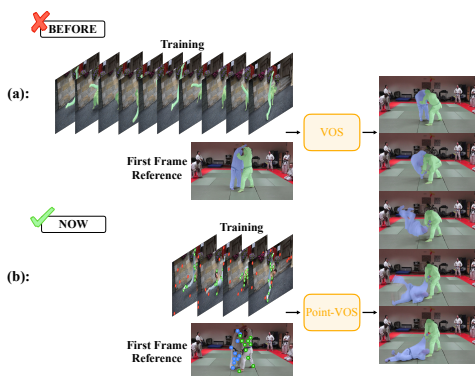 BEFORE
Training
(a):
VOS
First Frame
Reference
NOW
Training
(b):
Point-VOS
First Frame
Reference